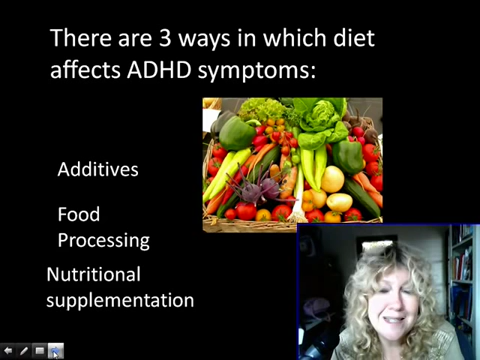 There are 3 ways in which diet
affects ADHD symptoms:
Additives
Food
Processing
Nutritional
supplementation